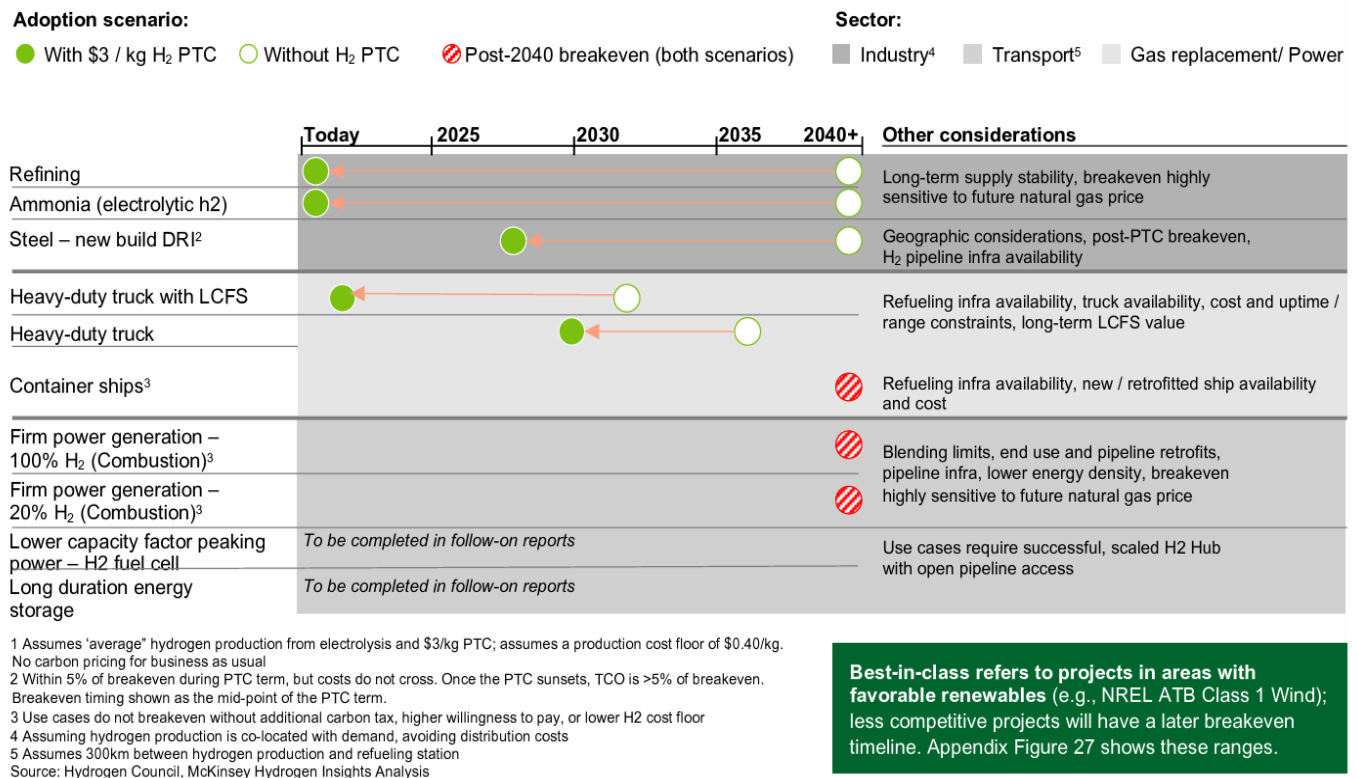 Adoption scenario:
Sector:
With $3 / kg H₂ PTC
Without H₂ PTC
Post-2040 breakeven (both scenarios)
Industry⁴
Transport⁵
Gas replacement/ Power
Today
2025
2030
2035
2040+
Other considerations
Refining
Ammonia (electrolytic h2)
Long-term supply stability, breakeven highly
sensitive to future natural gas price
Steel – new build DRI²
Geographic considerations, post-PTC breakeven,
H₂ pipeline infra availability
Heavy-duty truck with LCFS
Heavy-duty truck
Refueling infra availability, truck availability, cost and uptime /
range constraints, long-term LCFS value
Container ships³
Refueling infra availability, new / retrofitted ship availability
and cost
Firm power generation –
100% H₂ (Combustion)³
Firm power generation –
20% H₂ (Combustion)³
Blending limits, end use and pipeline retrofits,
pipeline infra, lower energy density, breakeven
highly sensitive to future natural gas price
Lower capacity factor peaking
power – H2 fuel cell
To be completed in follow-on reports
Long duration energy
storage
To be completed in follow-on reports
Use cases require successful, scaled H2 Hub
with open pipeline access
1 Assumes ‘average” hydrogen production from electrolysis and $3/kg PTC; assumes a production cost floor of $0.40/kg.
No carbon pricing for business as usual
2 Within 5% of breakeven during PTC term, but costs do not cross. Once the PTC sunsets, TCO is >5% of breakeven.
Breakeven timing shown as the mid-point of the PTC term.
3 Use cases do not breakeven without additional carbon tax, higher willingness to pay, or lower H2 cost floor
4 Assuming hydrogen production is co-located with demand, avoiding distribution costs
5 Assumes 300km between hydrogen production and refueling station
Source: Hydrogen Council, McKinsey Hydrogen Insights Analysis
Best-in-class refers to projects in areas with
favorable renewables (e.g., NREL ATB Class 1 Wind);
less competitive projects will have a later breakeven
timeline. Appendix Figure 27 shows these ranges.